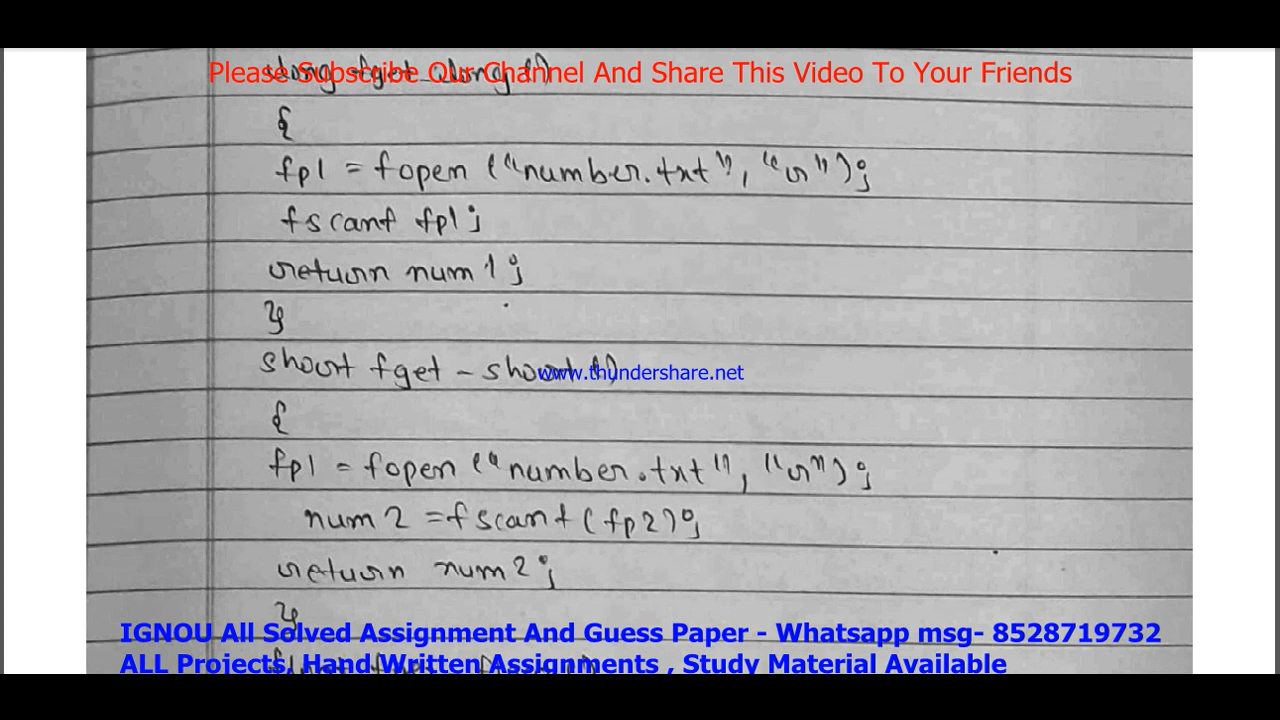 Please Subscribe Our Channel And Share This Video To Your Friends
{
fp1 = fopen ("number.txt", "r");
fscanf fp1;
return num1;
}
short fget - short()
www.thundershare.net
{
fp1 = fopen ("number.txt", "r");
num2 = fscanf (fp2);
return num2;
}
IGNOU All Solved Assignment And Guess Paper - Whatsapp msg- 8528719732
ALL Projects, Hand Written Assignments , Study Material Available